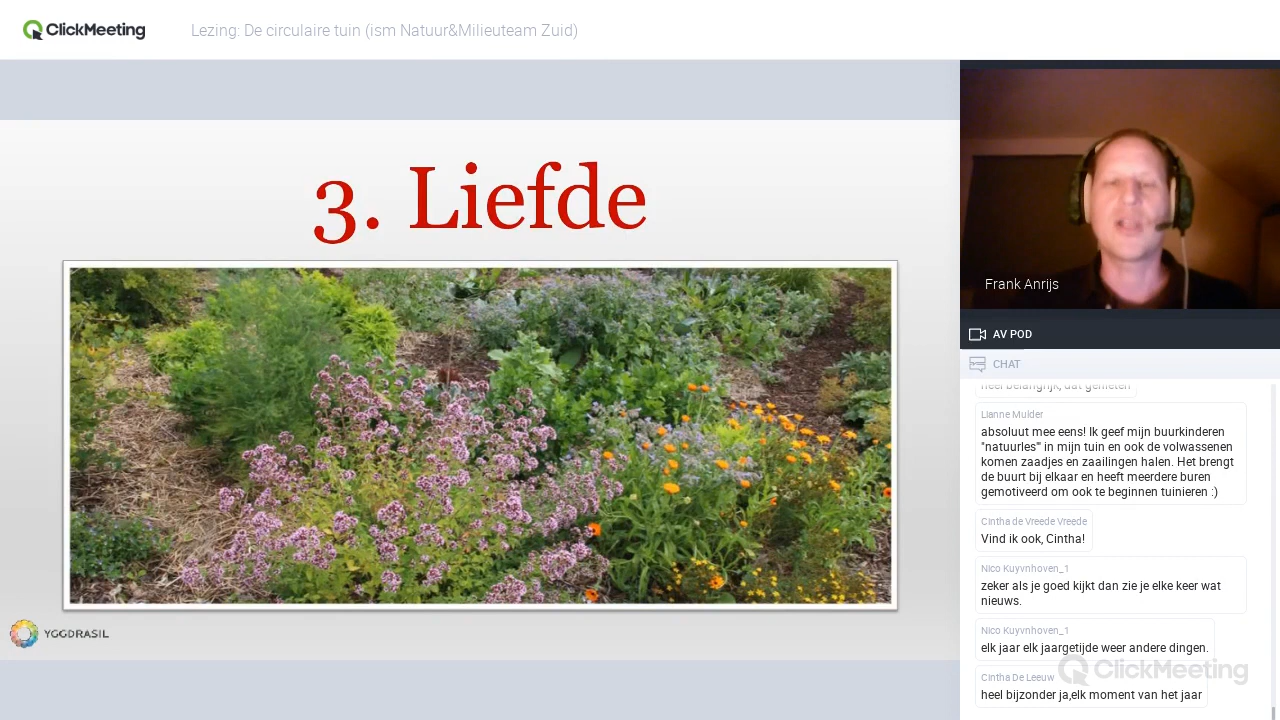 ClickMeeting
Lezing: De circulaire tuin (ism Natuur&Milieuteam Zuid)
3. Liefde
YGGDRASIL
Frank Anrijs
AV POD
CHAT
heel belangrijk, dat genieten
Lianne Mulder
absoluut mee eens! Ik geef mijn buurkinderen
"natuurles'" in mijn tuin en ook de volwassenen
komen zaadjes en zaailingen halen. Het brengt
de buurt bij elkaar en heeft meerdere buren
gemotiveerd om ook te beginnen tuinieren :)
Cintha de Vreede Vreede
Vind ik ook, Cintha!
Nico Kuyvnhoven_1
zeker als je goed kijkt dan zie je elke keer wat
nieuws.
Nico Kuyvnhoven_1
elk jaar elk jaargetijde weer andere dingen.
ClickMeeting
Cintha De Leeuw
heel bijzonder ja,elk moment van het jaar